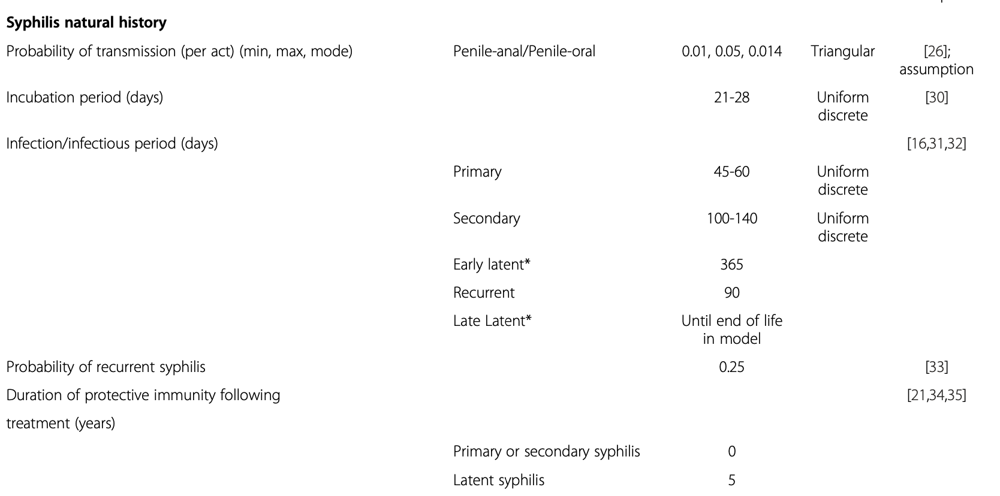 Syphilis natural history
Probability of transmission (per act) (min, max, mode) Penile-anal/Penile-oral 0.01, 0.05, 0.014 Triangular [26];
assumption
Incubation period (days) 21-28 Uniform [30]
discrete
Infection/infectious period (days) [16,31,32]
Primary 45-60 Uniform
discrete
Secondary 100-140 Uniform
discrete
Early latent* 365
Recurrent 90
Late Latent* Until end of life
in model
Probability of recurrent syphilis 0.25 [33]
Duration of protective immunity following [21,34,35]
treatment (years)
Primary or secondary syphilis 0
Latent syphilis 5